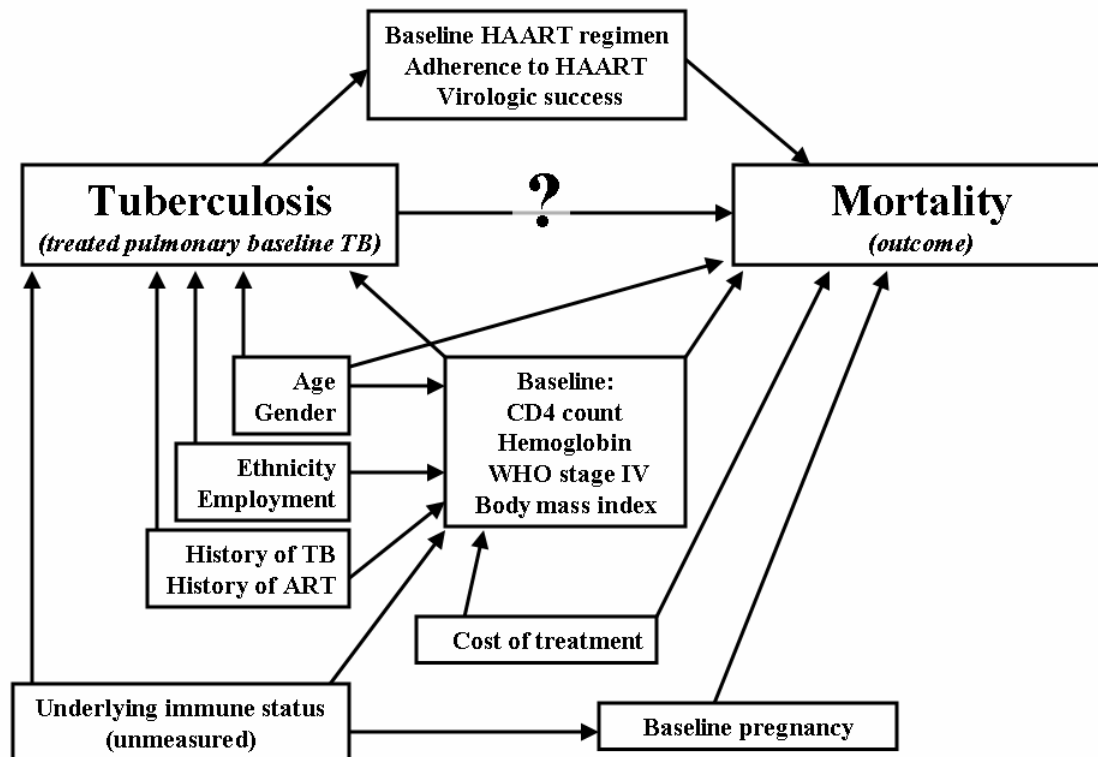 Baseline HAART regimen
Adherence to HAART
Virologic success
Tuberculosis
(treated pulmonary baseline TB)
?
Mortality
(outcome)
Age
Gender
Baseline:
CD4 count
Hemoglobin
WHO stage IV
Body mass index
Ethnicity
Employment
History of TB
History of ART
Cost of treatment
Underlying immune status
(unmeasured)
Baseline pregnancy